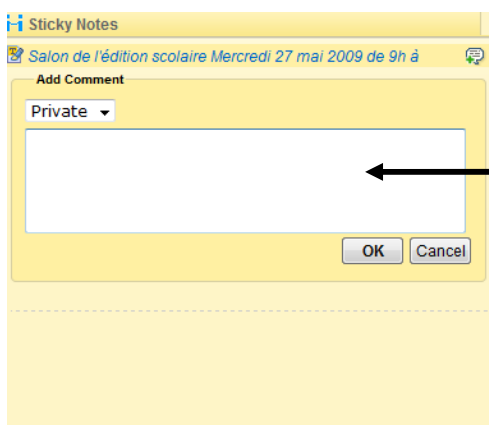 Sticky Notes
Salon de l'édition scolaire Mercredi 27 mai 2009 de 9h à
Add Comment
Private
OK Cancel